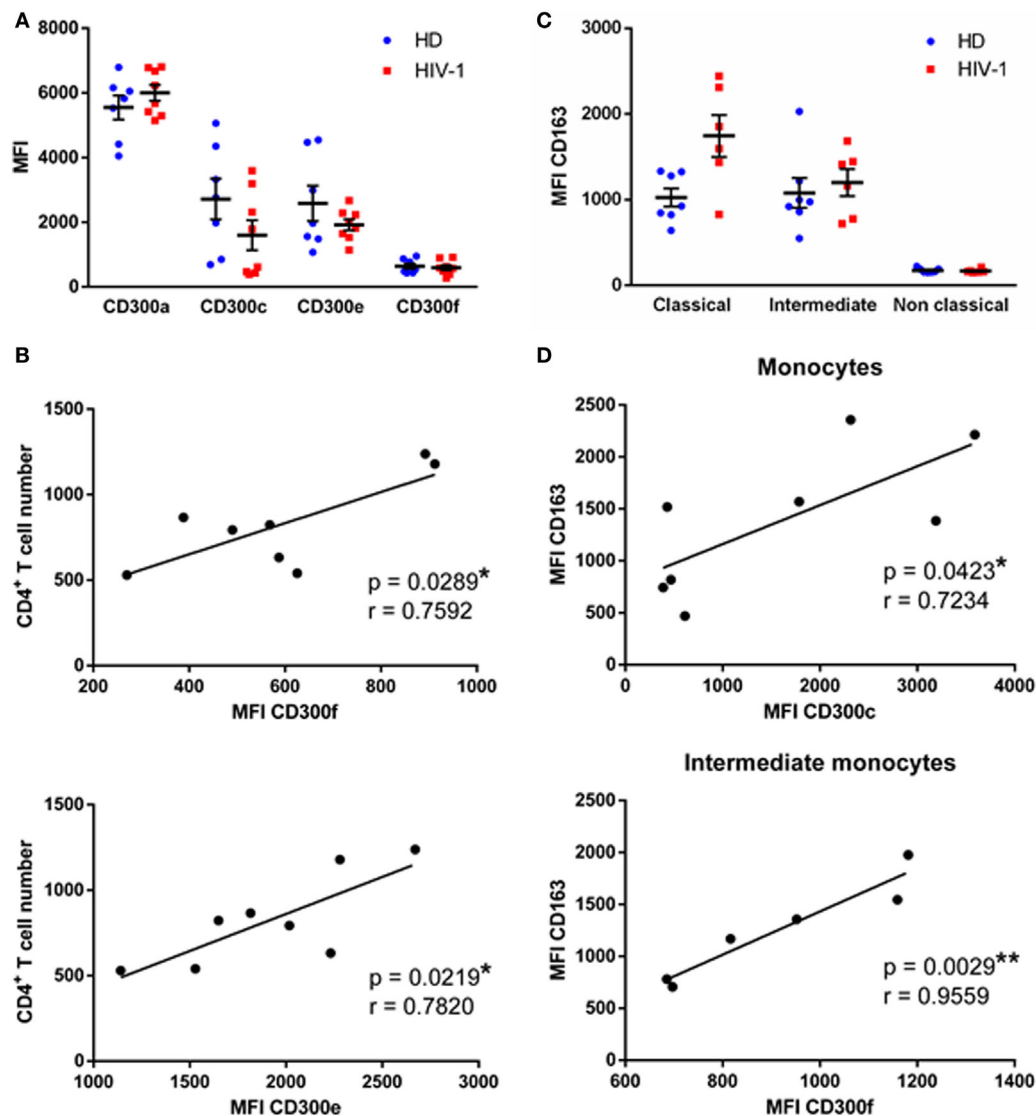 A
MFI
8000
6000
4000
2000
0
HD
HIV-1
CD300a CD300c CD300e CD300f
C
MFI CD163
3000
2000
1000
0
HD
HIV-1
Classical Intermediate Non classical
B
CD4+ T cell number
1500
1000
500
0
p = 0.0289*
r = 0.7592
200 400 600 800 1000
MFI CD300f
D
Monocytes
MFI CD163
2500
2000
1500
1000
500
0
p = 0.0423*
r = 0.7234
0 1000 2000 3000 4000
MFI CD300c
CD4+ T cell number
1500
1000
500
0
p = 0.0219*
r = 0.7820
1000 1500 2000 2500 3000
MFI CD300e
Intermediate monocytes
MFI CD163
2500
2000
1500
1000
500
0
p = 0.0029**
r = 0.9559
600 800 1000 1200 1400
MFI CD300f